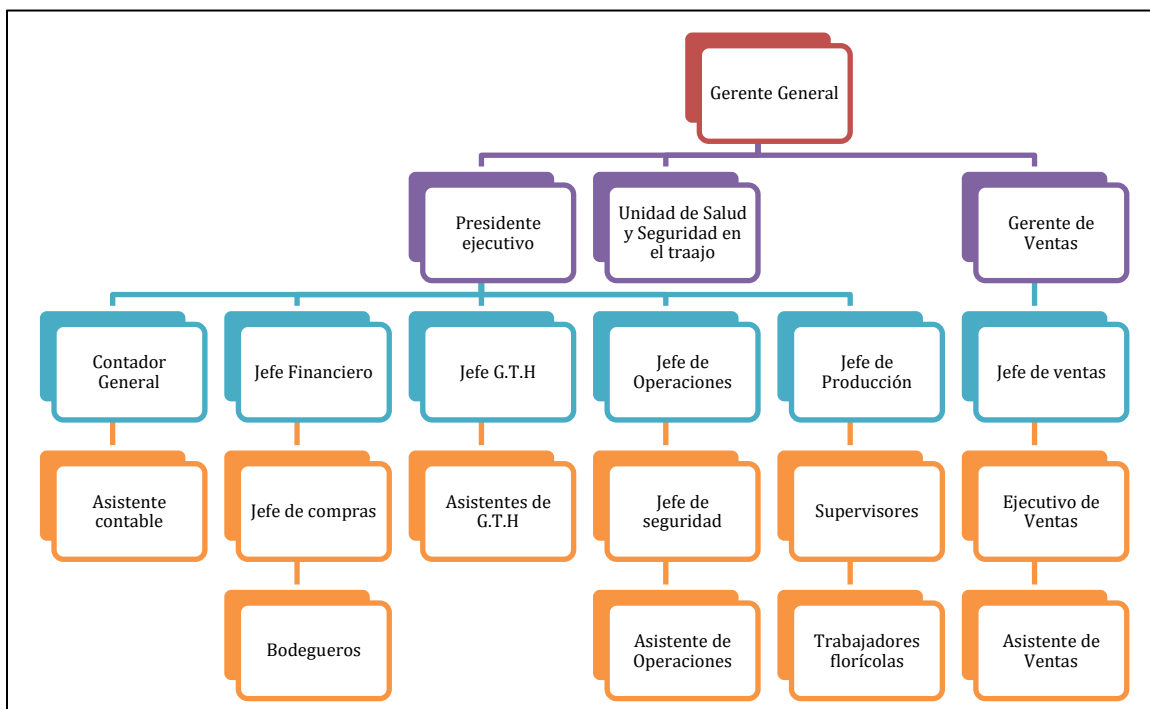 Gerente General
Presidente
ejecutivo
Unidad de Salud
y Seguridad en
el traajo
Gerente de
Ventas
Contador
General
Jefe Financiero
Jefe G.T.H
Jefe de
Operaciones
Jefe de
Producción
Jefe de ventas
Asistente
contable
Jefe de compras
Asistentes de
G.T.H
Jefe de
seguridad
Supervisores
Ejecutivo de
Ventas
Bodegueros
Asistente de
Operaciones
Trabajadores
florícolas
Asistente de
Ventas